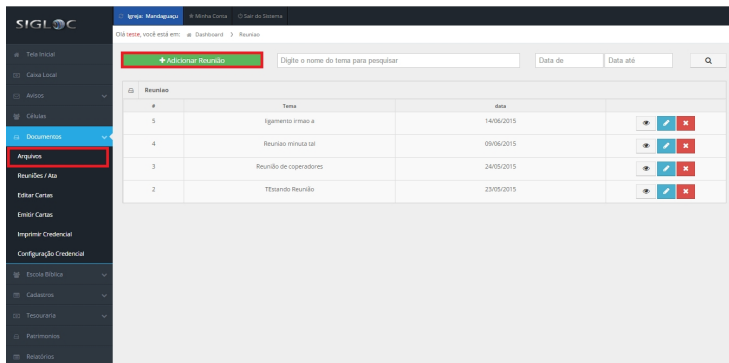 SIGLOC
Igreja: Mandaguaçu
Minha Conta
Sair do Sistema
Olá teste, você está em: Dashboard > Reuniao
Tela Inicial
Caixa Local
Avisos
Células
Documentos
Arquivos
Reuniões / Ata
Editar Cartas
Emitir Cartas
Imprimir Credencial
Configuração Credencial
Escola Bíblica
Cadastros
Tesouraria
Patrimonios
Relatórios
+ Adicionar Reunião
Digite o nome do tema para pesquisar
Data de
Data até
Reuniao
# Tema data
5 ligamento irmao a 14/06/2015
4 Reuniao minuta tal 09/06/2015
3 Reunião de coperadores 24/05/2015
2 TEstando Reunião 23/05/2015